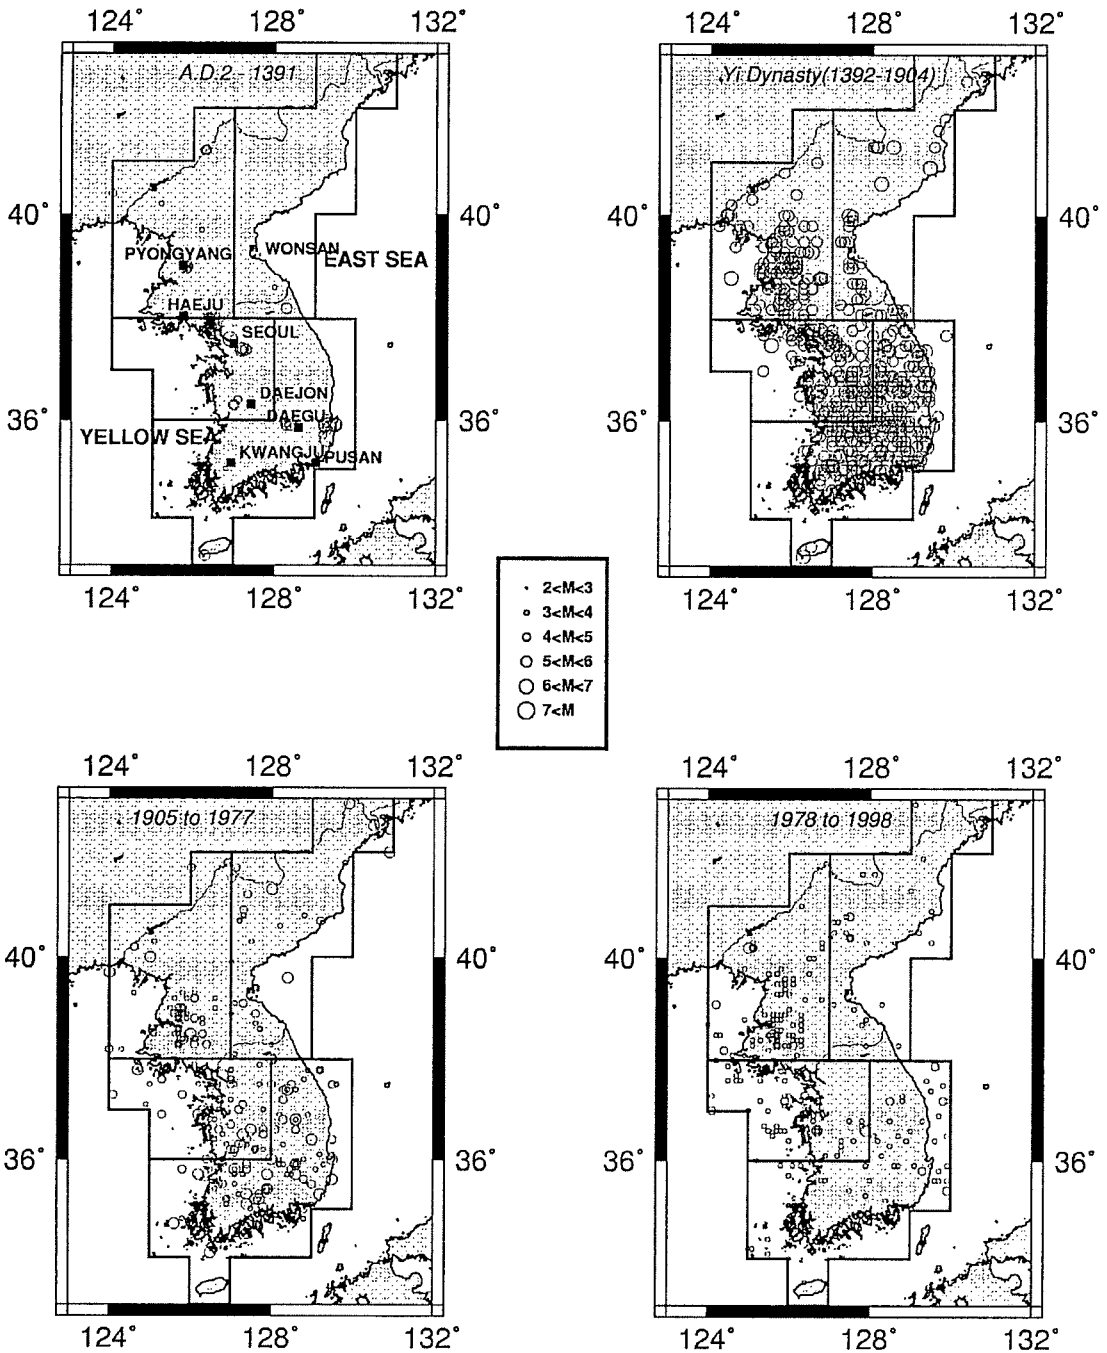 124° 128° 132°
124° 128° 132°
A.D.2 - 1391
Yi Dynasty(1392-1904)
40° 40° 40°
PYONGYANG
WONSAN
EAST SEA
HAEJU
SEOUL
DAEJON
DAEGU
36° 36° 36°
YELLOW SEA
KWANGJU
PUSAN
124° 128° 132°
124° 128° 132°
2<M<3
3<M<4
4<M<5
5<M<6
6<M<7
7<M
124° 128° 132°
124° 128° 132°
1905 to 1977
1978 to 1998
40° 40° 40° 40°
36° 36° 36°
124° 128° 132°
124° 128° 132°